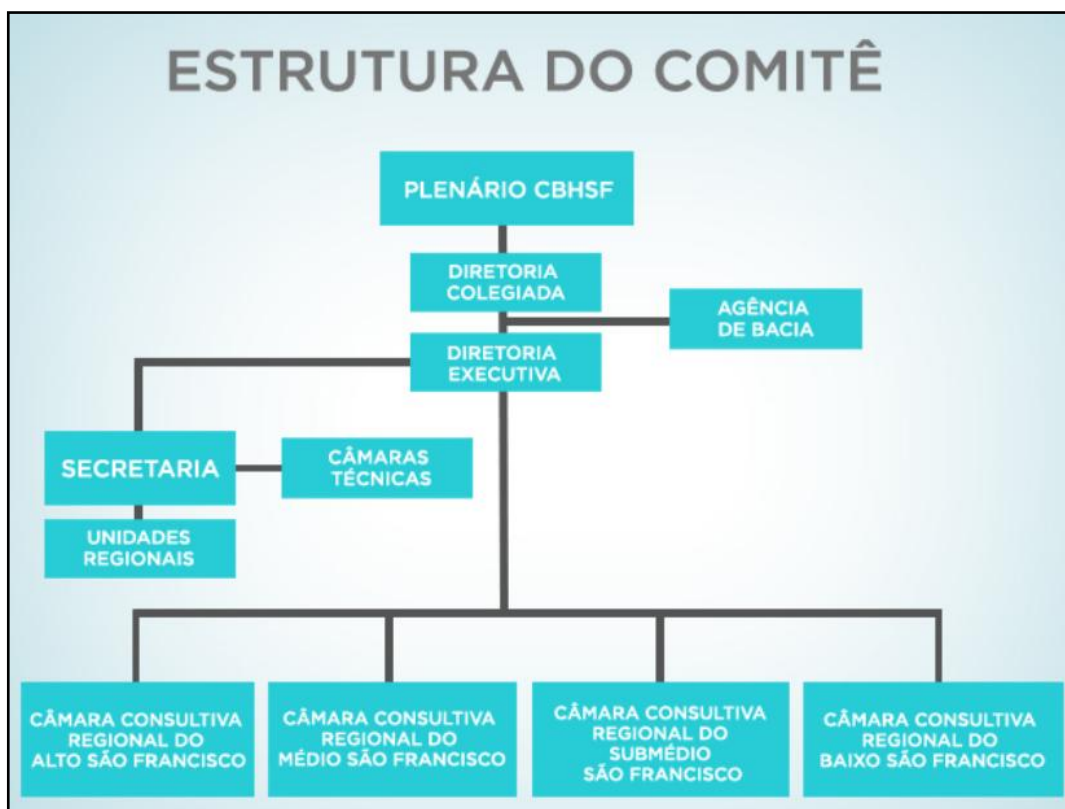 ESTRUTURA DO COMITÊ
PLENÁRIO CBHSF
DIRETORIA
COLEGIADA
AGÊNCIA
DE BACIA
DIRETORIA
EXECUTIVA
SECRETARIA
CÂMARAS
TÉCNICAS
UNIDADES
REGIONAIS
CÂMARA CONSULTIVA
REGIONAL DO
ALTO SÃO FRANCISCO
CÂMARA CONSULTIVA
REGIONAL DO
MÉDIO SÃO FRANCISCO
CÂMARA CONSULTIVA
REGIONAL DO
SUBMÉDIO
SÃO FRANCISCO
CÂMARA CONSULTIVA
REGIONAL DO
BAIXO SÃO FRANCISCO